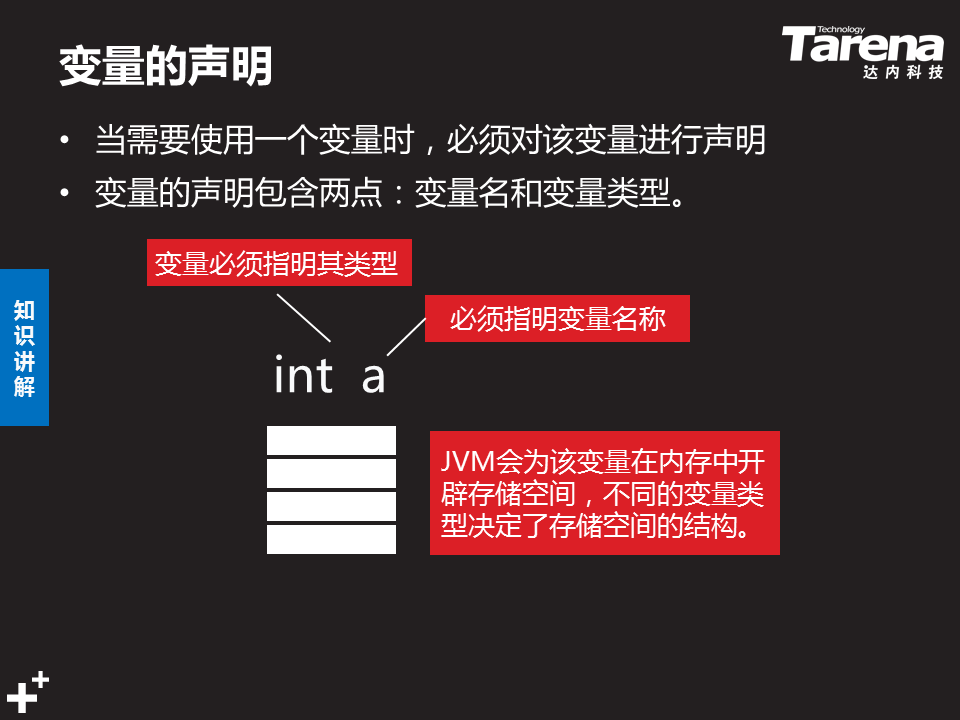 变量的声明
Technology
Tarena
达内科技
• 当需要使用一个变量时，必须对该变量进行声明
• 变量的声明包含两点：变量名和变量类型。
变量必须指明其类型
必须指明变量名称
知识讲解
int a
JVM会为该变量在内存中开
辟存储空间，不同的变量类
型决定了存储空间的结构。